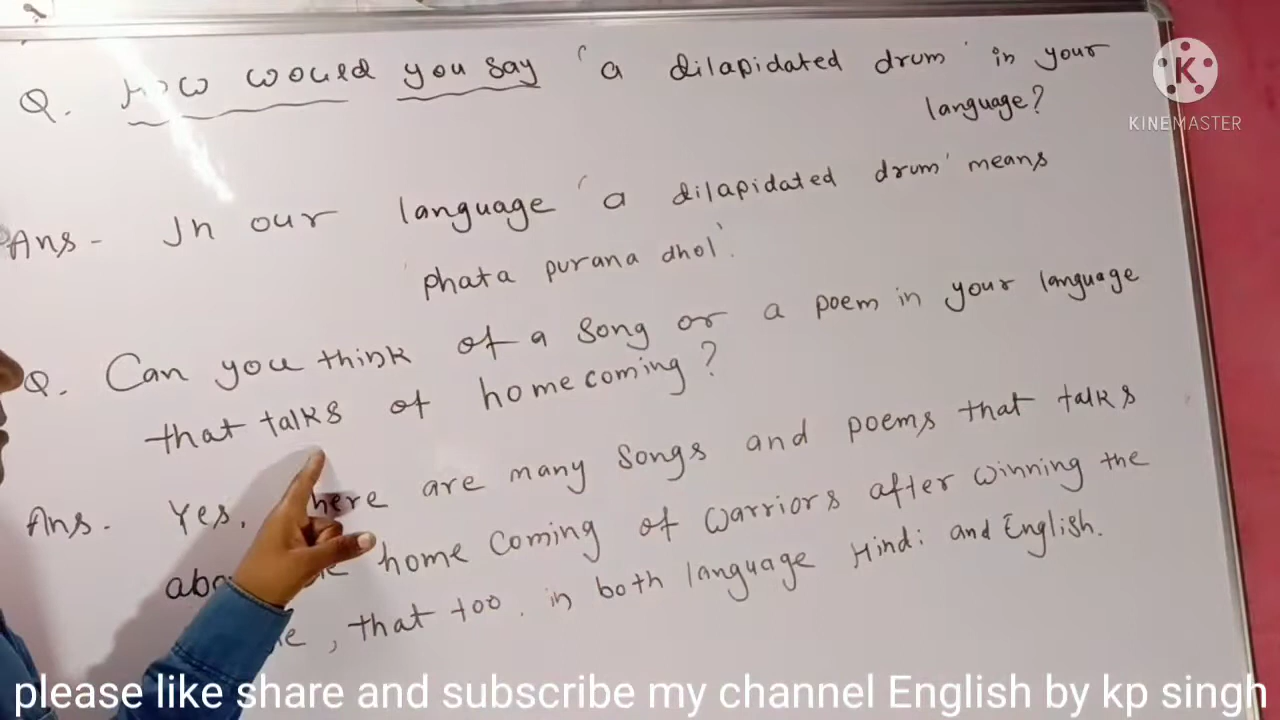 Q. How would you say 'a dilapidated drum' in your
language?
Ans- In our language 'a dilapidated drum' means
phata purana dhol'.
Q. Can you think of a song or a poem in your language
that talks of homecoming?
Ans- Yes, here are many songs and poems that talks
home coming of warriors after winning the
, that too. in both language Hindi and English.
K
KINEMASTER
please like share and subscribe my channel English by kp singh